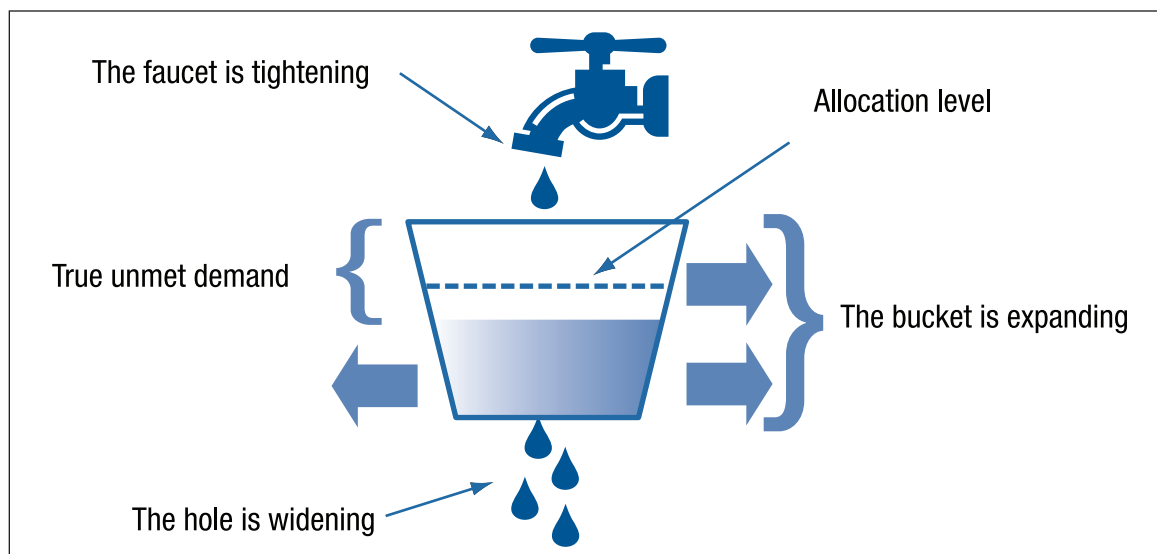 The faucet is tightening
Allocation level
True unmet demand
The bucket is expanding
The hole is widening